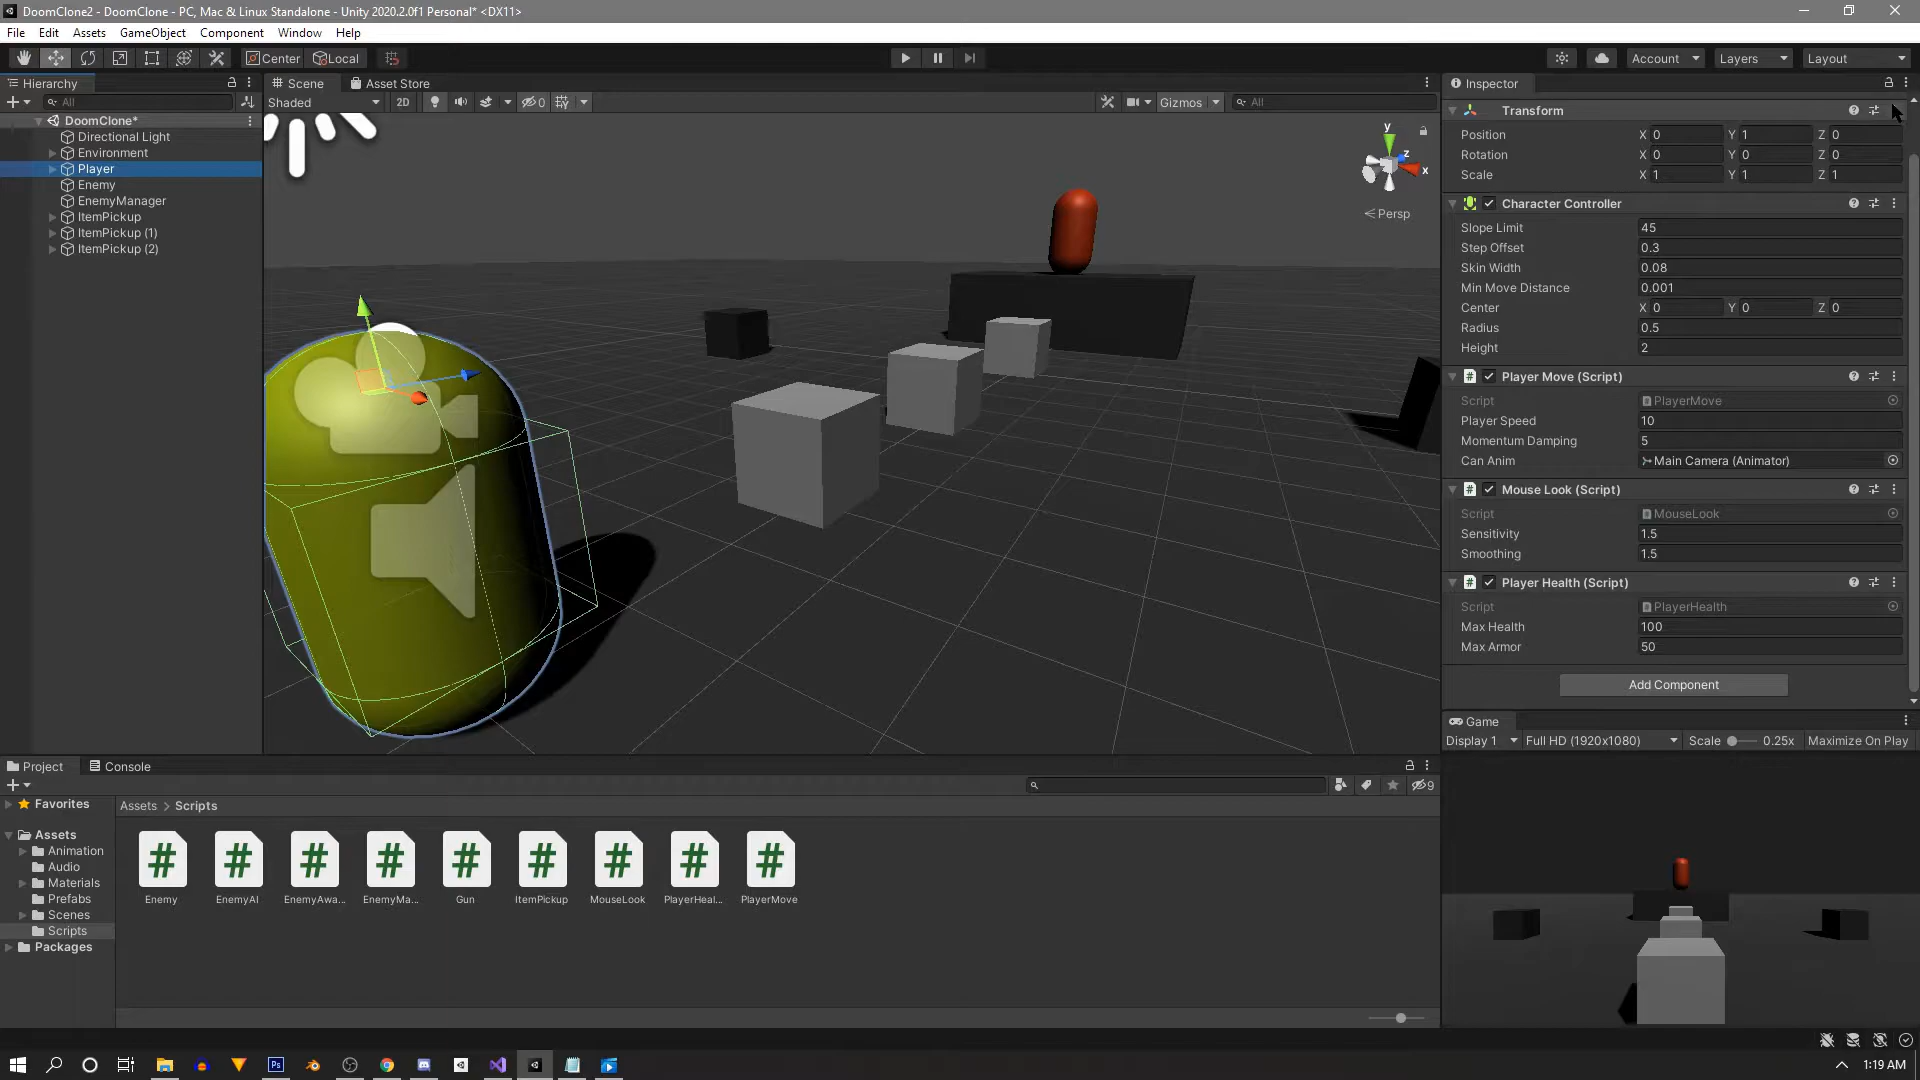 DoomClone2 - DoomClone - PC, Mac & Linux Standalone - Unity 2020.2.0f1 Personal* <DX11>
File Edit Assets GameObject Component Window Help
Center Local Account Layers Layout
Hierarchy
All
DoomClone*
Directional Light
Environment
Player
Enemy
EnemyManager
ItemPickup
ItemPickup (1)
ItemPickup (2)
Scene Asset Store
Shaded 2D 0 Gizmos All
y
z
x
Persp
Inspector
Transform
Position X 0 Y 1 Z 0
Rotation X 0 Y 0 Z 0
Scale X 1 Y 1 Z 1
Character Controller
Slope Limit 45
Step Offset 0.3
Skin Width 0.08
Min Move Distance 0.001
Center X 0 Y 0 Z 0
Radius 0.5
Height 2
# Player Move (Script)
Script PlayerMove
Player Speed 10
Momentum Damping 5
Can Anim Main Camera (Animator)
# Mouse Look (Script)
Script MouseLook
Sensitivity 1.5
Smoothing 1.5
# Player Health (Script)
Script PlayerHealth
Max Health 100
Max Armor 50
Add Component
Game
Display 1 Full HD (1920x1080) Scale 0.25x Maximize On Play
Project Console
9
Favorites
Assets
Animation
Audio
Materials
Prefabs
Scenes
Scripts
Packages
Assets > Scripts
# # # # # # # # #
Enemy EnemyAI EnemyAwa... EnemyMa... Gun ItemPickup MouseLook PlayerHeal... PlayerMove
Ps
1:19 AM